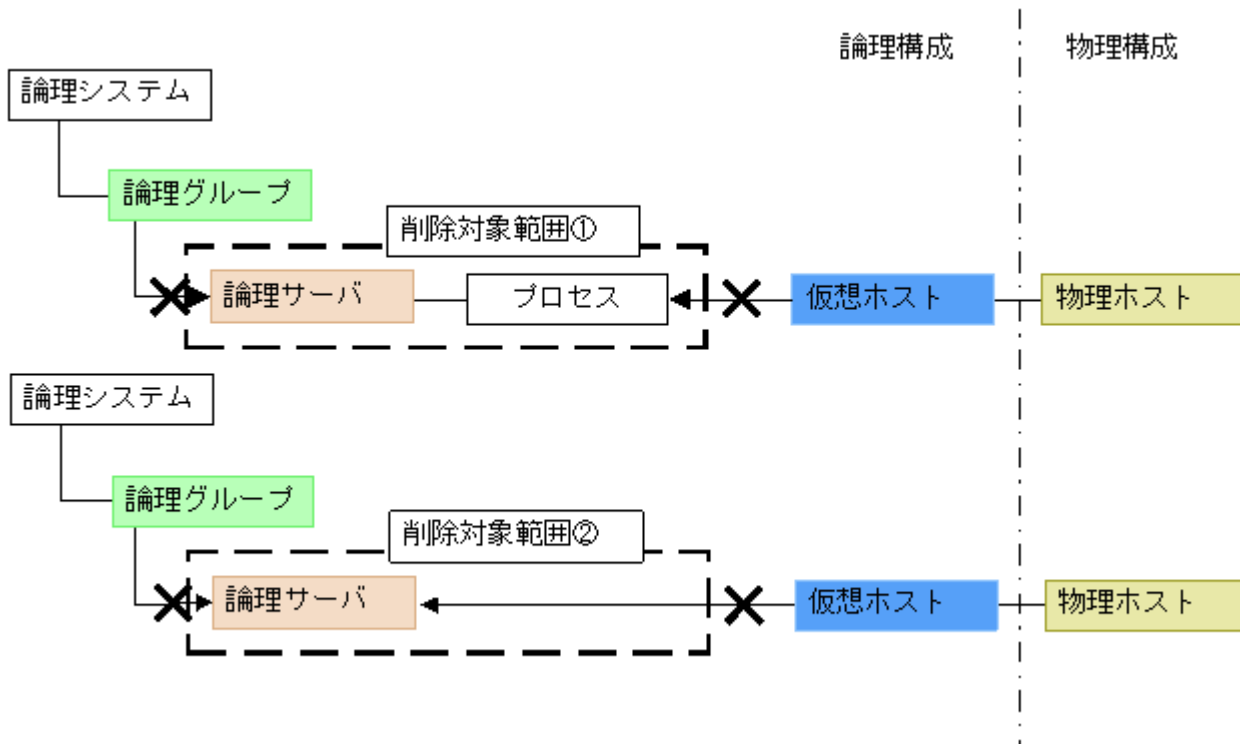 論理構成
物理構成
論理システム
論理グループ
削除対象範囲①
論理サーバ
プロセス
仮想ホスト
物理ホスト
論理システム
論理グループ
削除対象範囲②
論理サーバ
仮想ホスト
物理ホスト